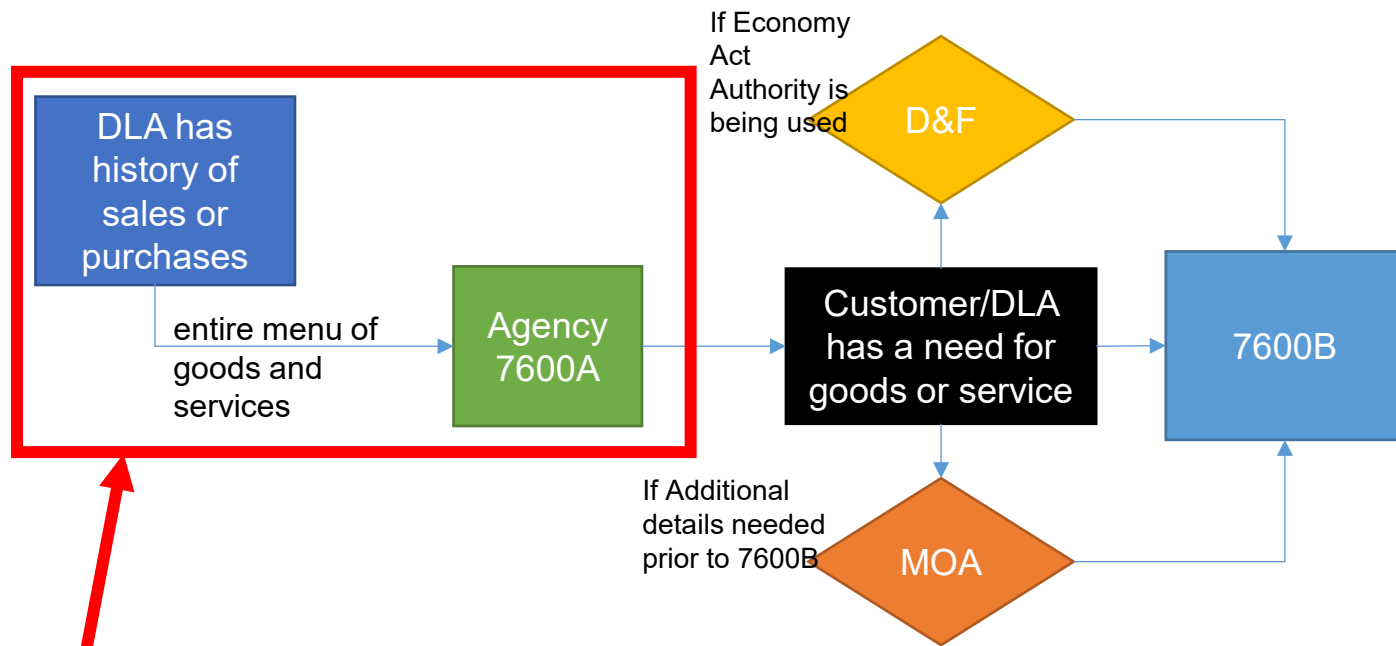 DLA has
history of
sales or
purchases
entire menu of
goods and
services
Agency
7600A
If Economy
Act
Authority is
being used
D&F
Customer/DLA
has a need for
goods or service
If Additional
details needed
prior to 7600B
MOA
7600B